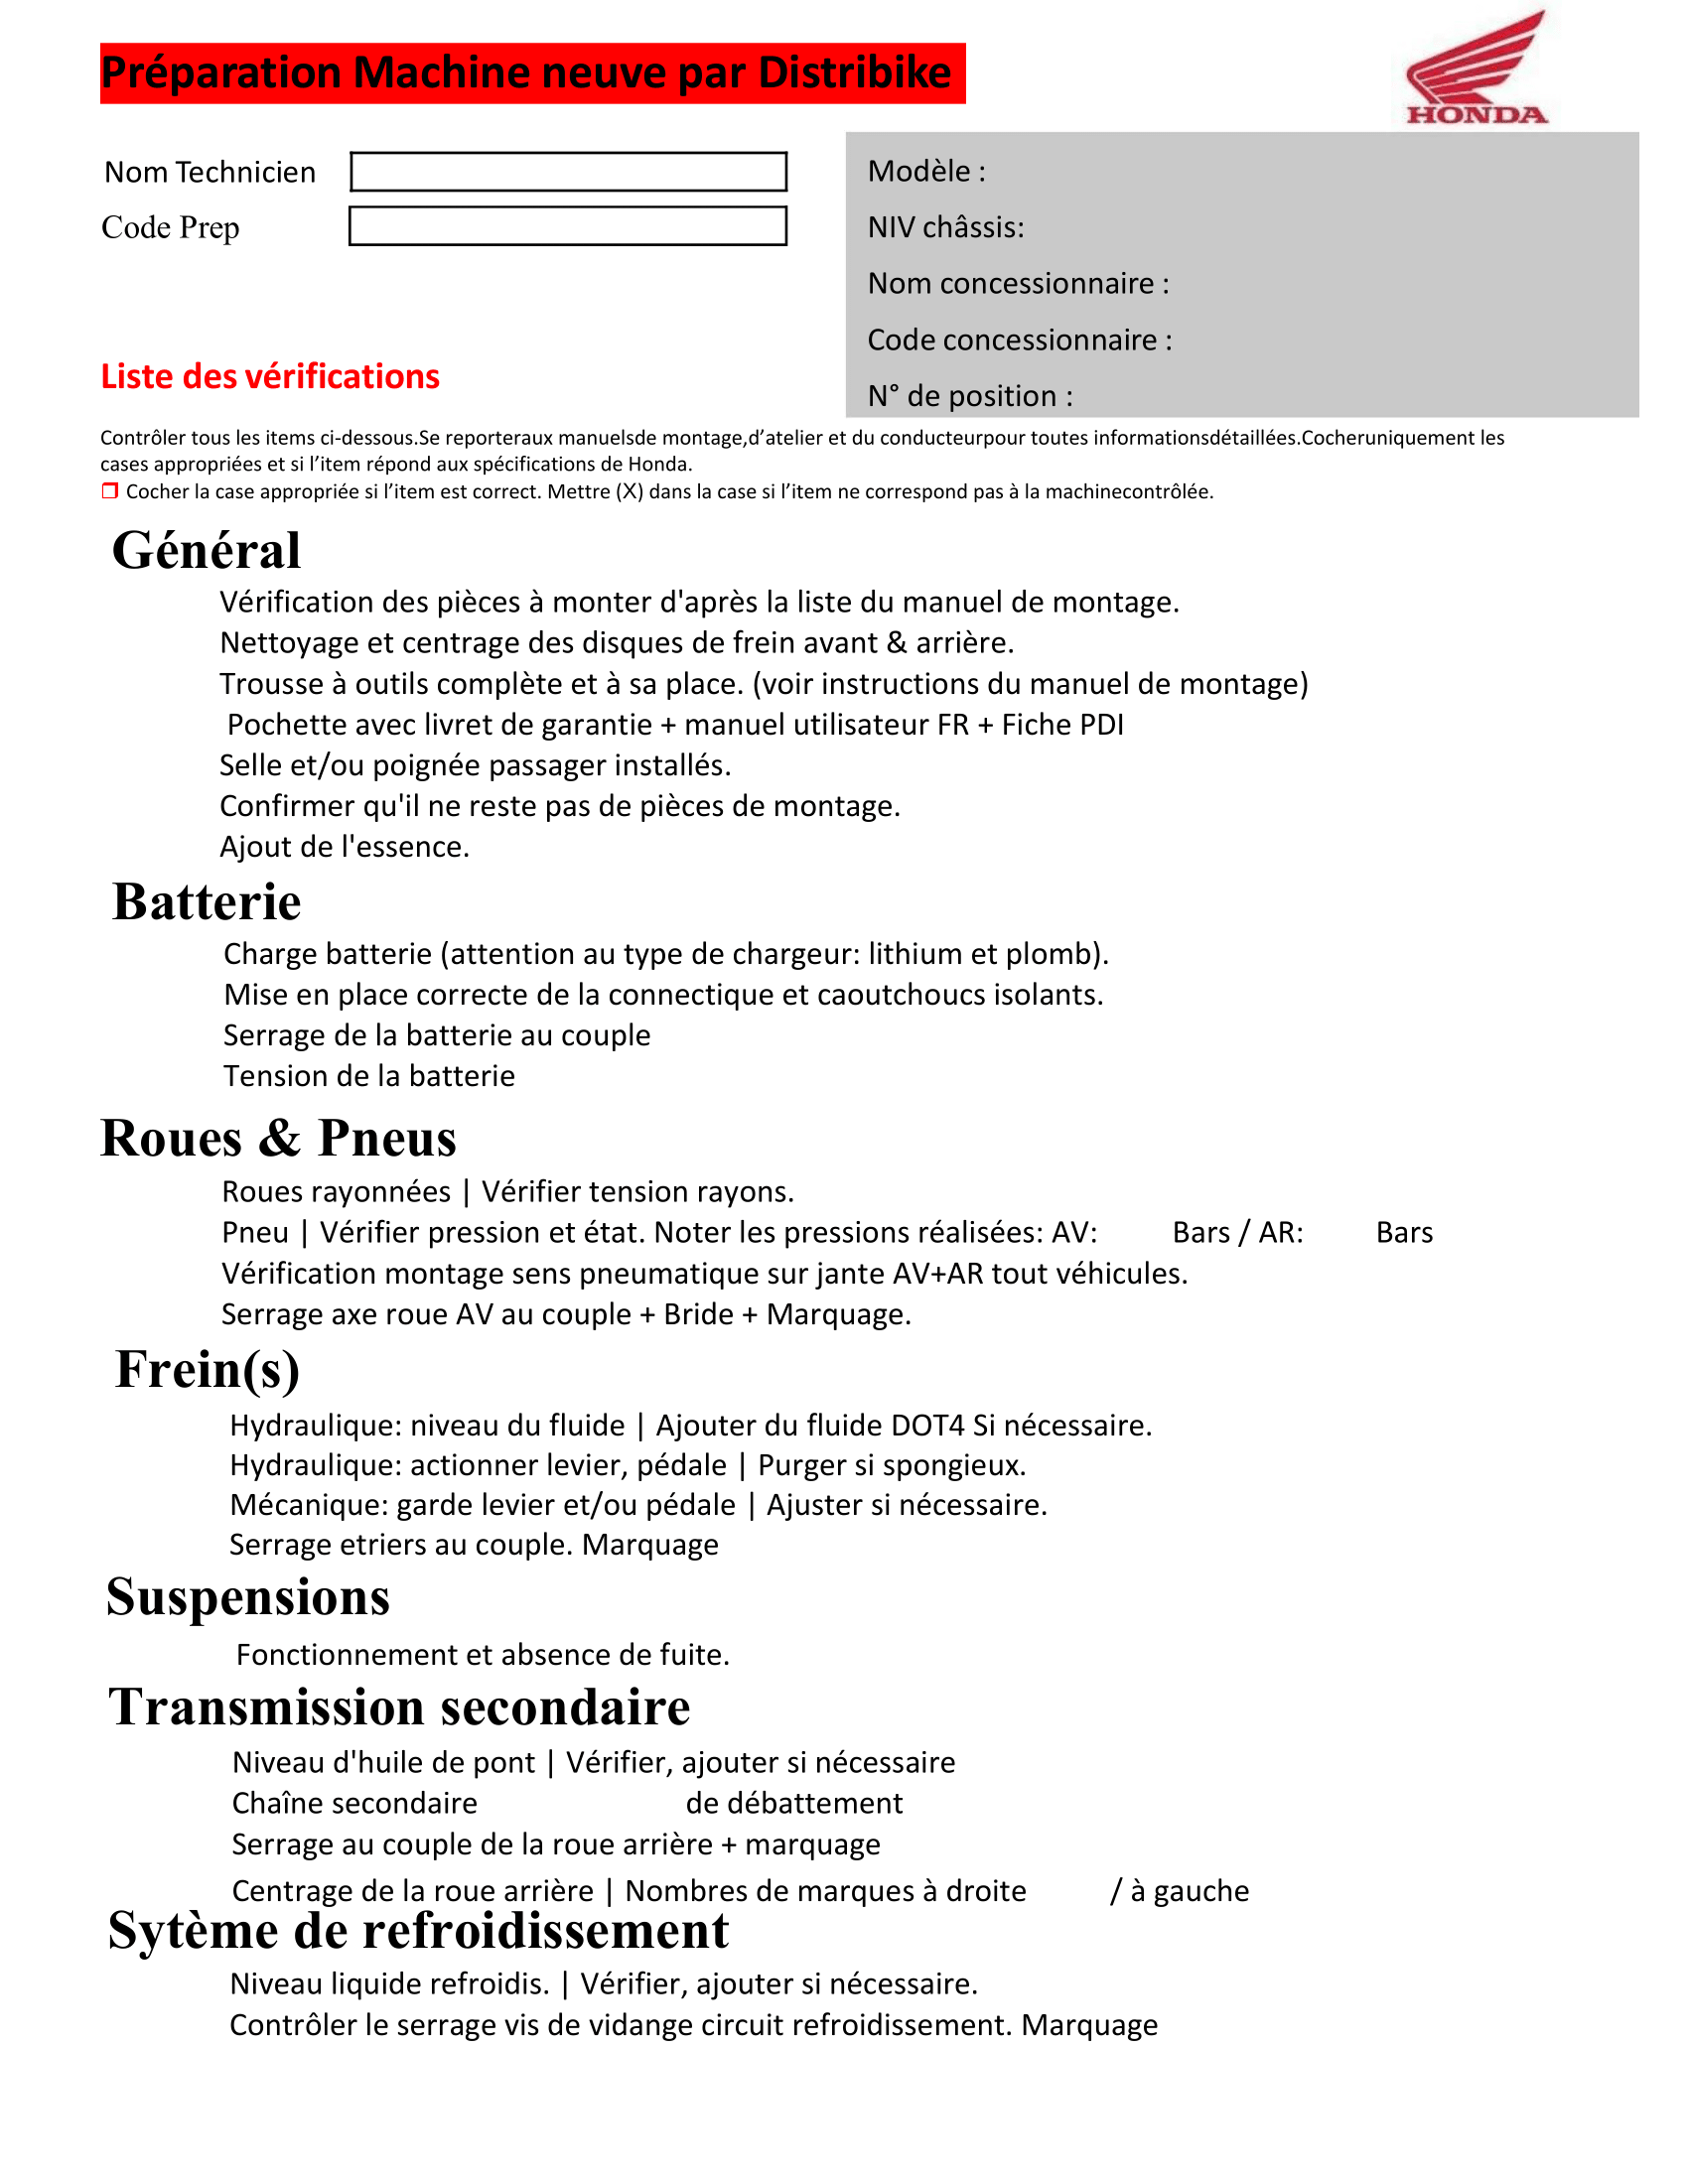 Préparation Machine neuve par Distribike
HONDA
Nom Technicien
Code Prep
Modèle :
NIV châssis:
Nom concessionnaire :
Code concessionnaire :
N° de position :
Liste des vérifications
Contrôler tous les items ci-dessous.Se reporteraux manuelsde montage,d’atelier et du conducteurpour toutes informationsdétaillées.Cocheruniquement les
cases appropriées et si l’item répond aux spécifications de Honda.
❒ Cocher la case appropriée si l’item est correct. Mettre (X) dans la case si l’item ne correspond pas à la machinecontrôlée.
Général
Vérification des pièces à monter d'après la liste du manuel de montage.
Nettoyage et centrage des disques de frein avant & arrière.
Trousse à outils complète et à sa place. (voir instructions du manuel de montage)
Pochette avec livret de garantie + manuel utilisateur FR + Fiche PDI
Selle et/ou poignée passager installés.
Confirmer qu'il ne reste pas de pièces de montage.
Ajout de l'essence.
Batterie
Charge batterie (attention au type de chargeur: lithium et plomb).
Mise en place correcte de la connectique et caoutchoucs isolants.
Serrage de la batterie au couple
Tension de la batterie
Roues & Pneus
Roues rayonnées | Vérifier tension rayons.
Pneu | Vérifier pression et état. Noter les pressions réalisées: AV: Bars / AR: Bars
Vérification montage sens pneumatique sur jante AV+AR tout véhicules.
Serrage axe roue AV au couple + Bride + Marquage.
Frein(s)
Hydraulique: niveau du fluide | Ajouter du fluide DOT4 Si nécessaire.
Hydraulique: actionner levier, pédale | Purger si spongieux.
Mécanique: garde levier et/ou pédale | Ajuster si nécessaire.
Serrage etriers au couple. Marquage
Suspensions
Fonctionnement et absence de fuite.
Transmission secondaire
Niveau d'huile de pont | Vérifier, ajouter si nécessaire
Chaîne secondaire de débattement
Serrage au couple de la roue arrière + marquage
Centrage de la roue arrière | Nombres de marques à droite / à gauche
Sytème de refroidissement
Niveau liquide refroidis. | Vérifier, ajouter si nécessaire.
Contrôler le serrage vis de vidange circuit refroidissement. Marquage